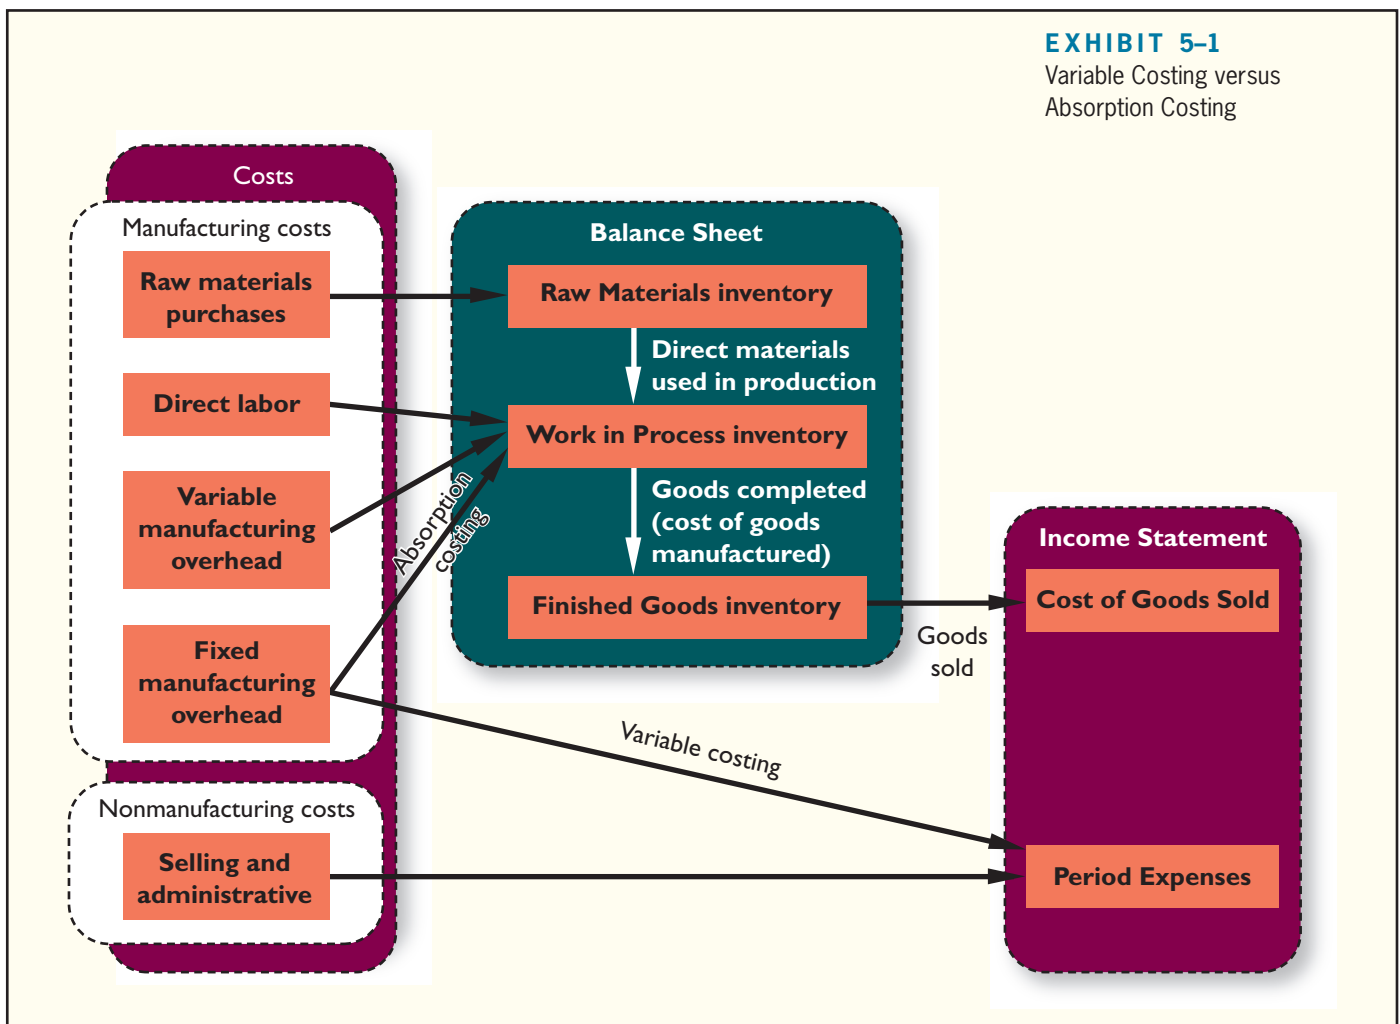 EXHIBIT 5–1
Variable Costing versus
Absorption Costing
Costs
Manufacturing costs
Raw materials
purchases
Direct labor
Variable
manufacturing
overhead
Fixed
manufacturing
overhead
Nonmanufacturing costs
Selling and
administrative
Absorption
costing
Variable costing
Balance Sheet
Raw Materials inventory
Direct materials
used in production
Work in Process inventory
Goods completed
(cost of goods
manufactured)
Finished Goods inventory
Goods
sold
Income Statement
Cost of Goods Sold
Period Expenses